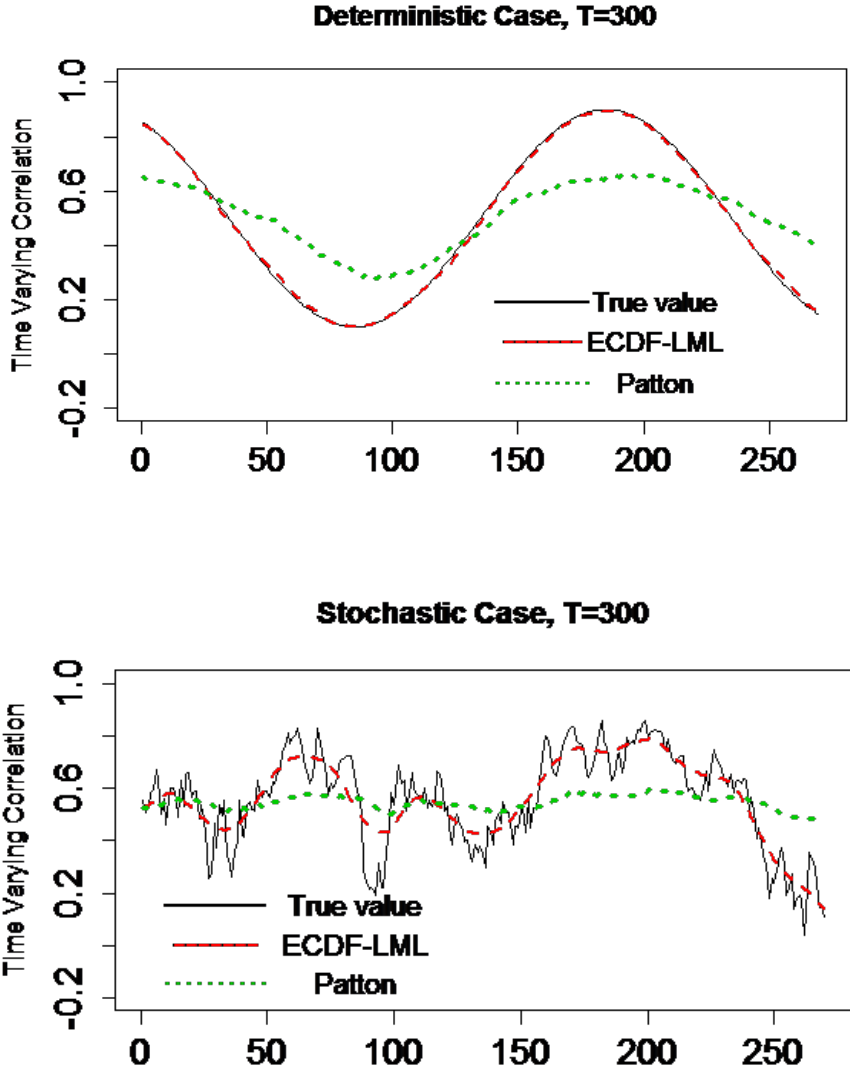 Deterministic Case, T=300
Time Varying Correlation
1.0
0.6
0.2
-0.2
True value
ECDF-LML
Patton
0 50 100 150 200 250
Stochastic Case, T=300
Time Varying Correlation
1.0
0.6
0.2
-0.2
True value
ECDF-LML
Patton
0 50 100 150 200 250